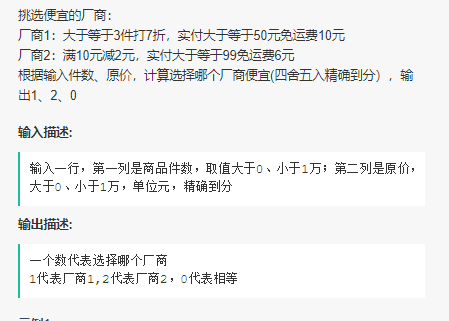 挑选便宜的厂商：
厂商1：大于等于3件打7折，实付大于等于50元免运费10元
厂商2：满10元减2元，实付大于等于99免运费6元
根据输入件数、原价，计算选择哪个厂商便宜(四舍五入精确到分），输
出1、2、0
输入描述:
输入一行，第一列是商品件数，取值大于0、小于1万；第二列是原价，
大于0、小于1万，单位元，精确到分
输出描述:
一个数代表选择哪个厂商
1代表厂商1,2代表厂商2，0代表相等